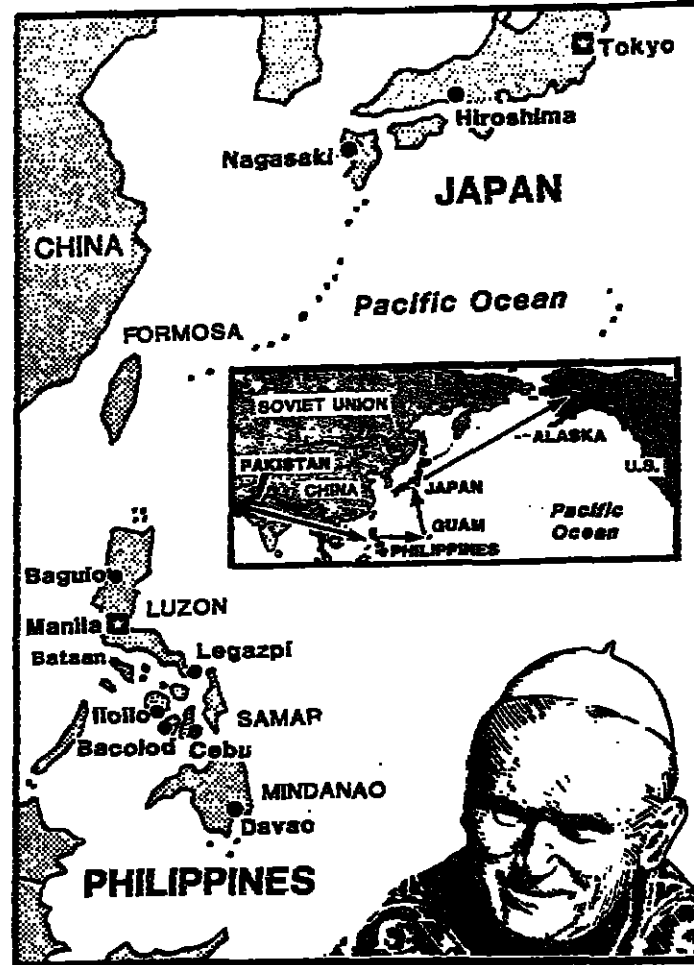 Tokyo
Hiroshima
Nagasaki
JAPAN
CHINA
Pacific Ocean
FORMOSA
SOVIET UNION
ALASKA
PAKISTAN
U.S.
CHINA
JAPAN
Pacific
Ocean
GUAM
PHILIPPINES
Baguio
LUZON
Manila
Legazpi
Bataan
Iloilo
SAMAR
Bacolod
Cebu
MINDANAO
Davao
PHILIPPINES